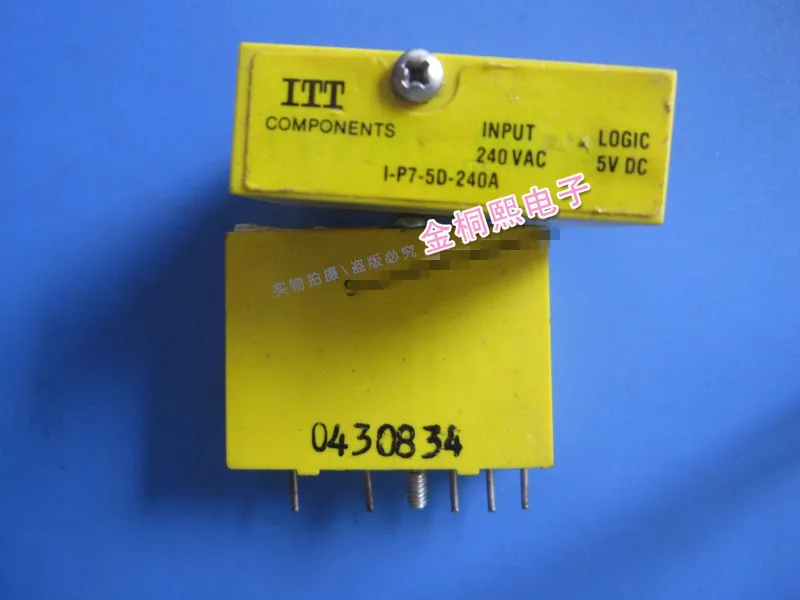 ITT
COMPONENTS
INPUT
240 VAC
LOGIC
5V DC
I-P7-5D-240A
金桐熙电子
实物拍摄\盗版必究
0430834